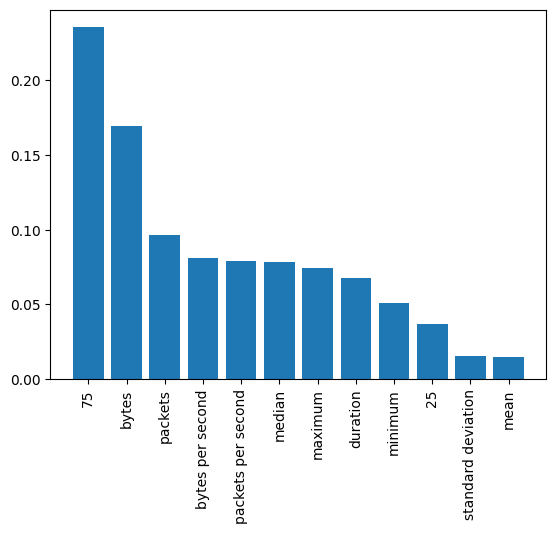 0.20
0.15
0.10
0.05
0.00
75
bytes
packets
bytes per second
packets per second
median
maximum
duration
minimum
25
standard deviation
mean